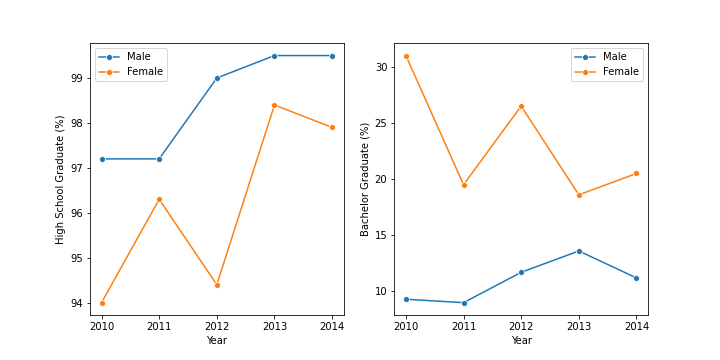 Male
Female
High School Graduate (%)
99
98
97
96
95
94
2010 2011 2012 2013 2014
Year
Male
Female
Bachelor Graduate (%)
30
25
20
15
10
2010 2011 2012 2013 2014
Year